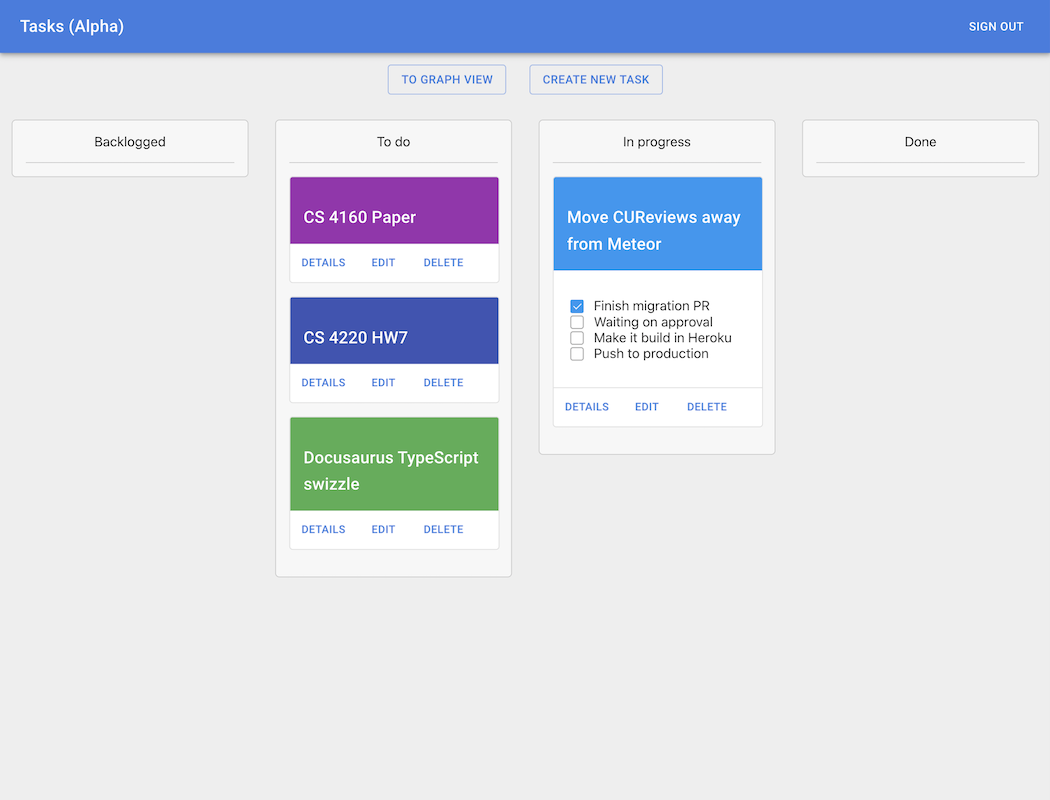 Tasks (Alpha)
SIGN OUT
TO GRAPH VIEW
CREATE NEW TASK
Backlogged
To do
CS 4160 Paper
DETAILS EDIT DELETE
CS 4220 HW7
DETAILS EDIT DELETE
Docusaurus TypeScript
swizzle
DETAILS EDIT DELETE
In progress
Move CUReviews away
from Meteor
Finish migration PR
Waiting on approval
Make it build in Heroku
Push to production
DETAILS EDIT DELETE
Done